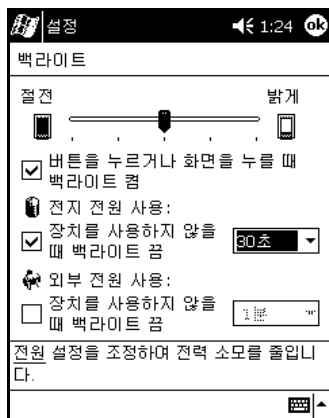 설정 1:24 ok
백라이트
절전 밝게
버튼을 누르거나 화면을 누를 때
백라이트 켬
전지 전원 사용:
장치를 사용하지 않을
때 백라이트 끔
30초
외부 전원 사용:
장치를 사용하지 않을
때 백라이트 끔
1분
전원 설정을 조정하여 전력 소모를 줄입니
다.